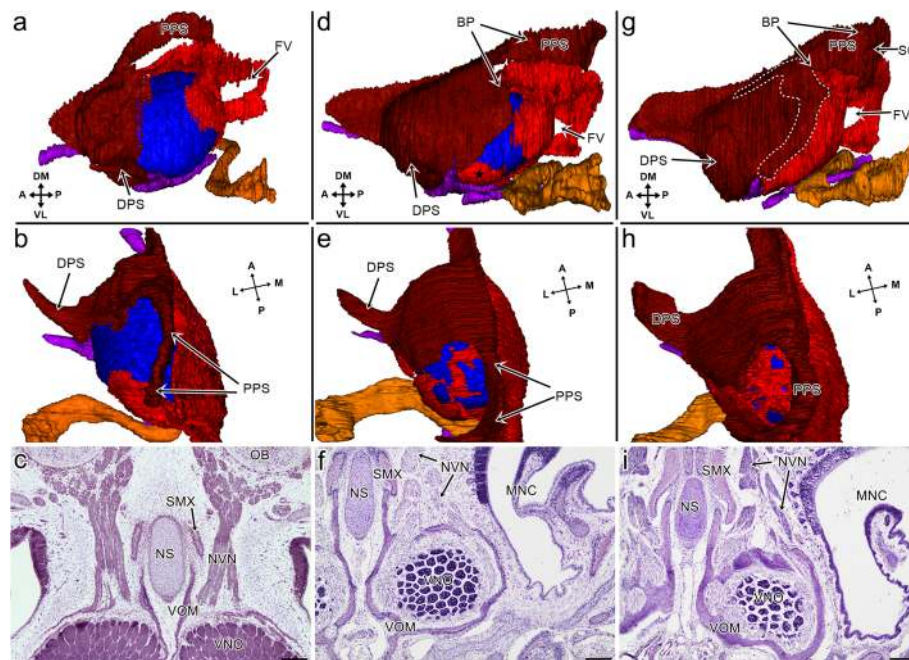 a
PPS
FV
DPS
DM
A P
VL
d
BP
PPS
FV
DPS
DM
A P
VL
g
BP
PPS
FV
DPS
DM
A P
VL
b
DPS
A
L M
P
PPS
e
DPS
A
L M
P
PPS
h
DPS
A
L M
P
PPS
c
OB
SMX
NS
NVN
VOM
VNO
f
SMX
NVN
NS
MNC
VNO
VOM
i
SMX
NVN
NS
MNC
VNO
VOM